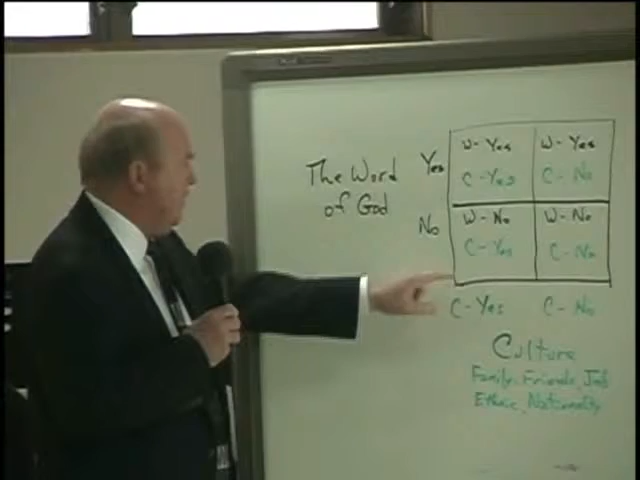 The Word
of God
Yes
No
W- Yes
W- Yes
C- Yes
C- No
W- No
W- No
C- Yes
C- No
C- Yes
C- No
Culture
Family, Friends, Job
Ethic, Nationality